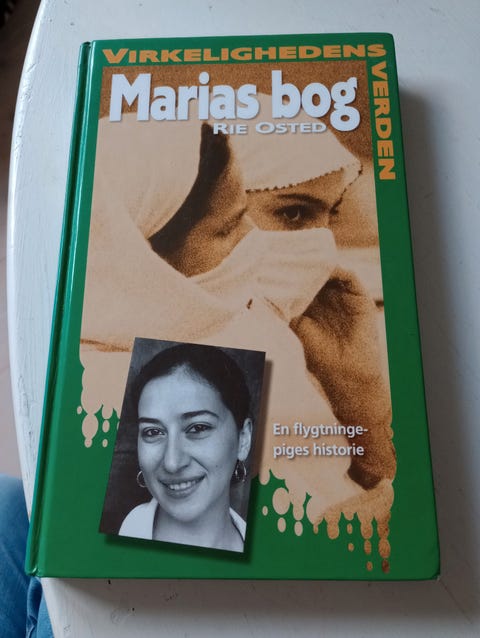 VIRKELIGHEDENS
VERDEN
Marias bog
RIE OSTED
En flygtninge-
piges historie